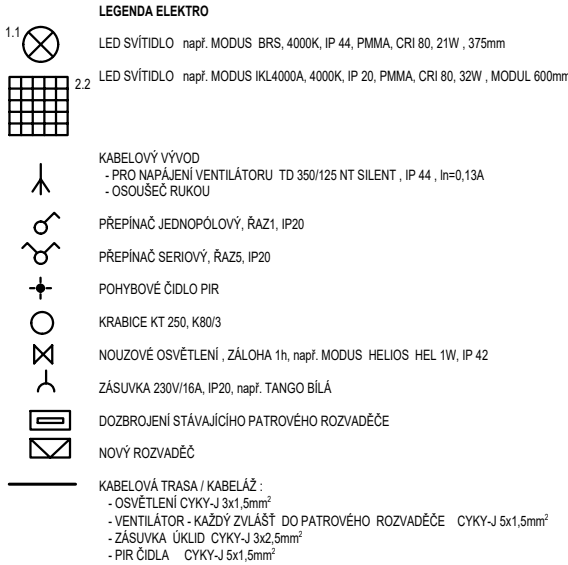 LEGENDA ELEKTRO
1.1 LED SVÍTIDLO např. MODUS BRS, 4000K, IP 44, PMMA, CRI 80, 21W , 375mm
2.2 LED SVÍTIDLO např. MODUS IKL4000A, 4000K, IP 20, PMMA, CRI 80, 32W , MODUL 600mm
KABELOVÝ VÝVOD
- PRO NAPÁJENÍ VENTILÁTORU TD 350/125 NT SILENT , IP 44 , In=0,13A
- OSOUŠEČ RUKOU
PŘEPÍNAČ JEDNOPÓLOVÝ, ŘAZ1, IP20
PŘEPÍNAČ SERIOVÝ, ŘAZ5, IP20
POHYBOVÉ ČIDLO PIR
KRABICE KT 250, K80/3
NOUZOVÉ OSVĚTLENÍ , ZÁLOHA 1h, např. MODUS HELIOS HEL 1W, IP 42
ZÁSUVKA 230V/16A, IP20, např. TANGO BÍLÁ
DOZBROJENÍ STÁVAJÍCÍHO PATROVÉHO ROZVADĚČE
NOVÝ ROZVADĚČ
KABELOVÁ TRASA / KABELÁŽ :
- OSVĚTLENÍ CYKY-J 3x1,5mm²
- VENTILÁTOR - KAŽDÝ ZVLÁŠŤ DO PATROVÉHO ROZVADĚČE CYKY-J 5x1,5mm²
- ZÁSUVKA ÚKLID CYKY-J 3x2,5mm²
- PIR ČIDLA CYKY-J 5x1,5mm²